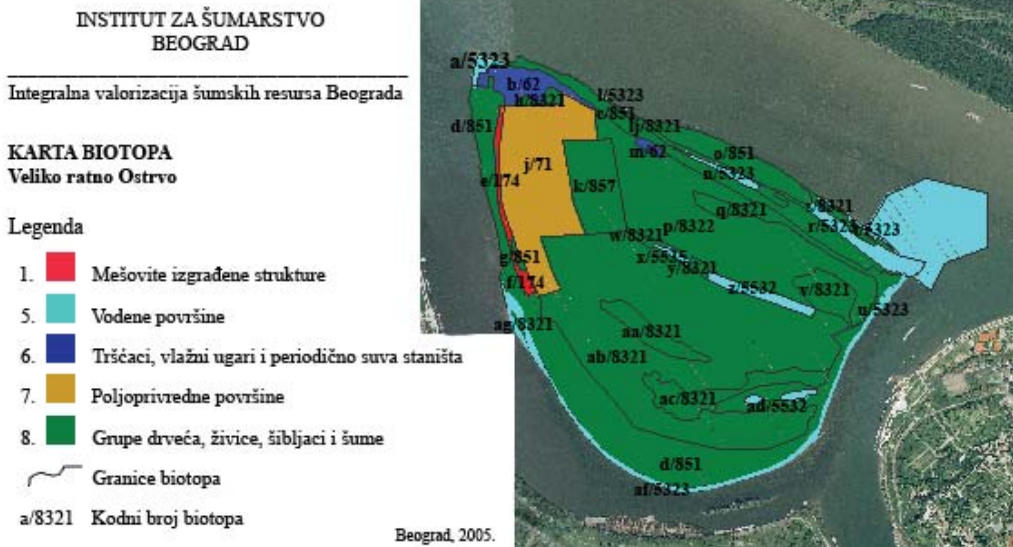 INSTITUT ZA ŠUMARSTVO
BEOGRAD
Integralna valorizacija šumskih resursa Beograda
KARTA BIOTOPA
Veliko ratno Ostrvo
Legenda
1. Mešovite izgrađene strukture
5. Vodene površine
6. Tršćaci, vlažni ugari i periodično suva staništa
7. Poljoprivredne površine
8. Grupe drveća, živice, šibljaci i šume
Granice biotopa
a/8321 Kodni broj biotopa
Beograd, 2005.
a/5323
b/62
h/8321
l/5323
c/851
d/851
lj/8321
m/62
o/851
n/5323
j/71
e/174
k/857
q/8321
r/5323
p/8322
w/8321
y/8321
g/851
f/174
z/5532
v/8321
u/5323
ag/8321
aa/8321
ab/8321
ac/8321
ad/5532
d/851
af/5323